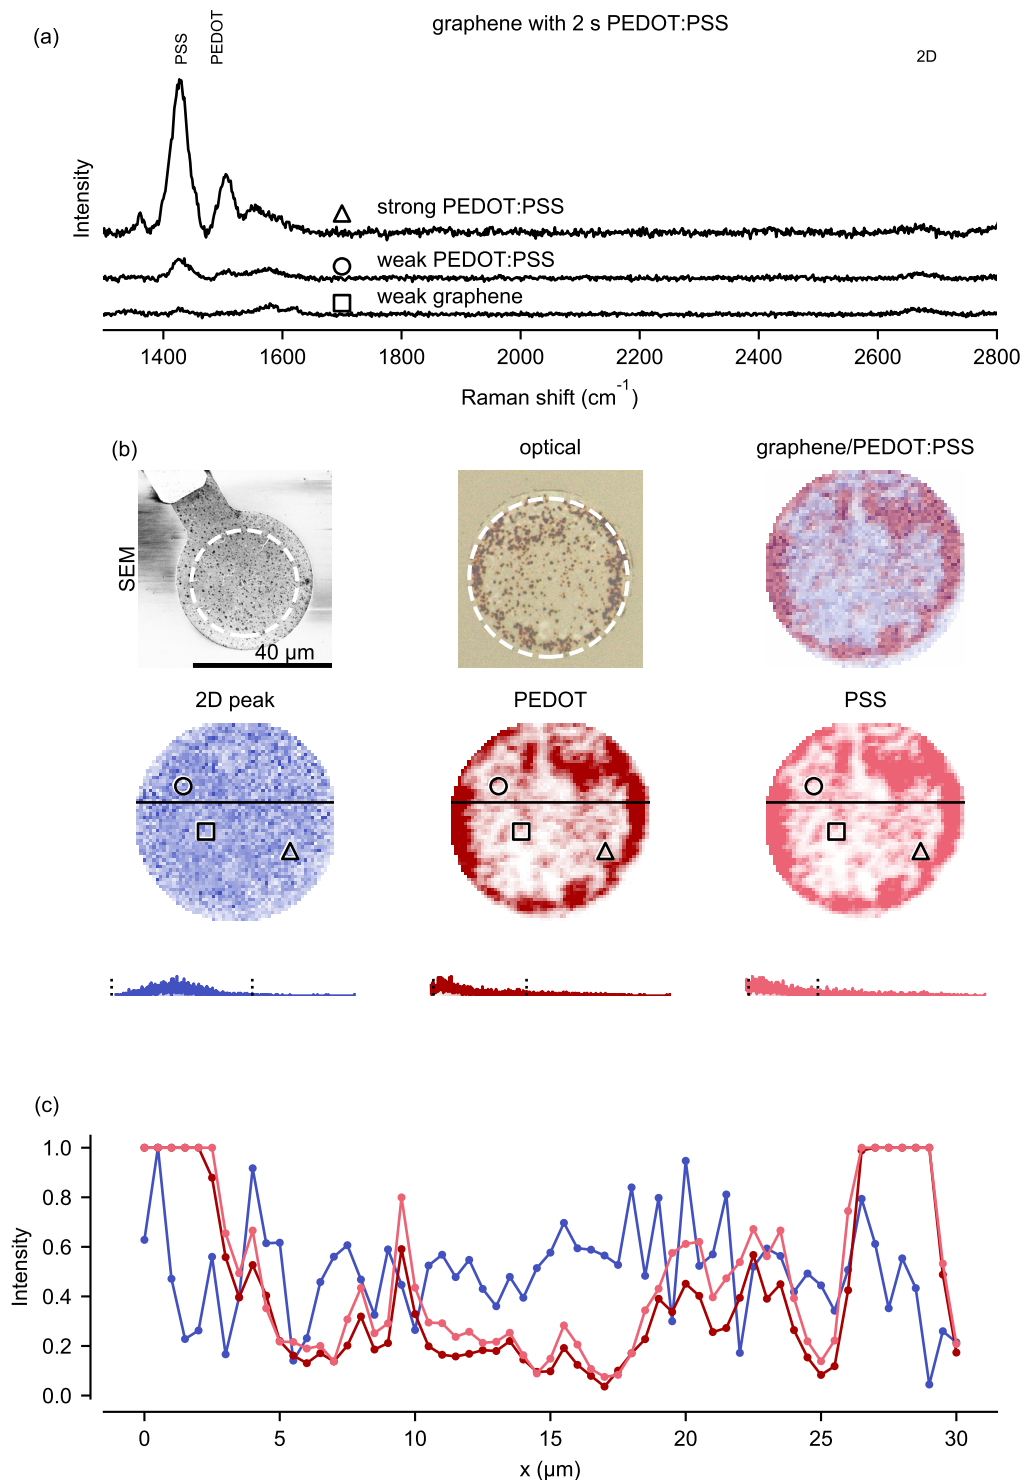 (a)
graphene with 2 s PEDOT:PSS
PSS
PEDOT
2D
Intensity
strong PEDOT:PSS
weak PEDOT:PSS
weak graphene
1400 1600 1800 2000 2200 2400 2600 2800
Raman shift (cm-1)
(b)
optical
graphene/PEDOT:PSS
SEM
40 µm
2D peak
PEDOT
PSS
(c)
Intensity
1.0
0.8
0.6
0.4
0.2
0.0
0 5 10 15 20 25 30
x (µm)